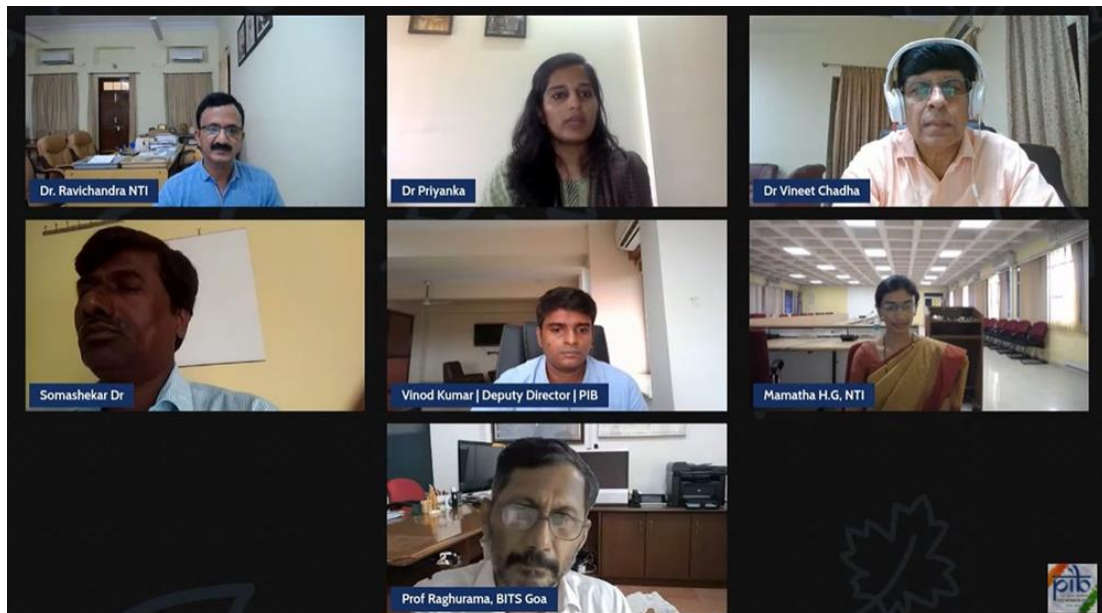 Dr. Ravichandra NTI
Dr Priyanka
Dr Vineet Chadha
Somashekar Dr
Vinod Kumar | Deputy Director | PIB
Mamatha H.G, NTI
Prof Raghurama, BITS Goa
pib